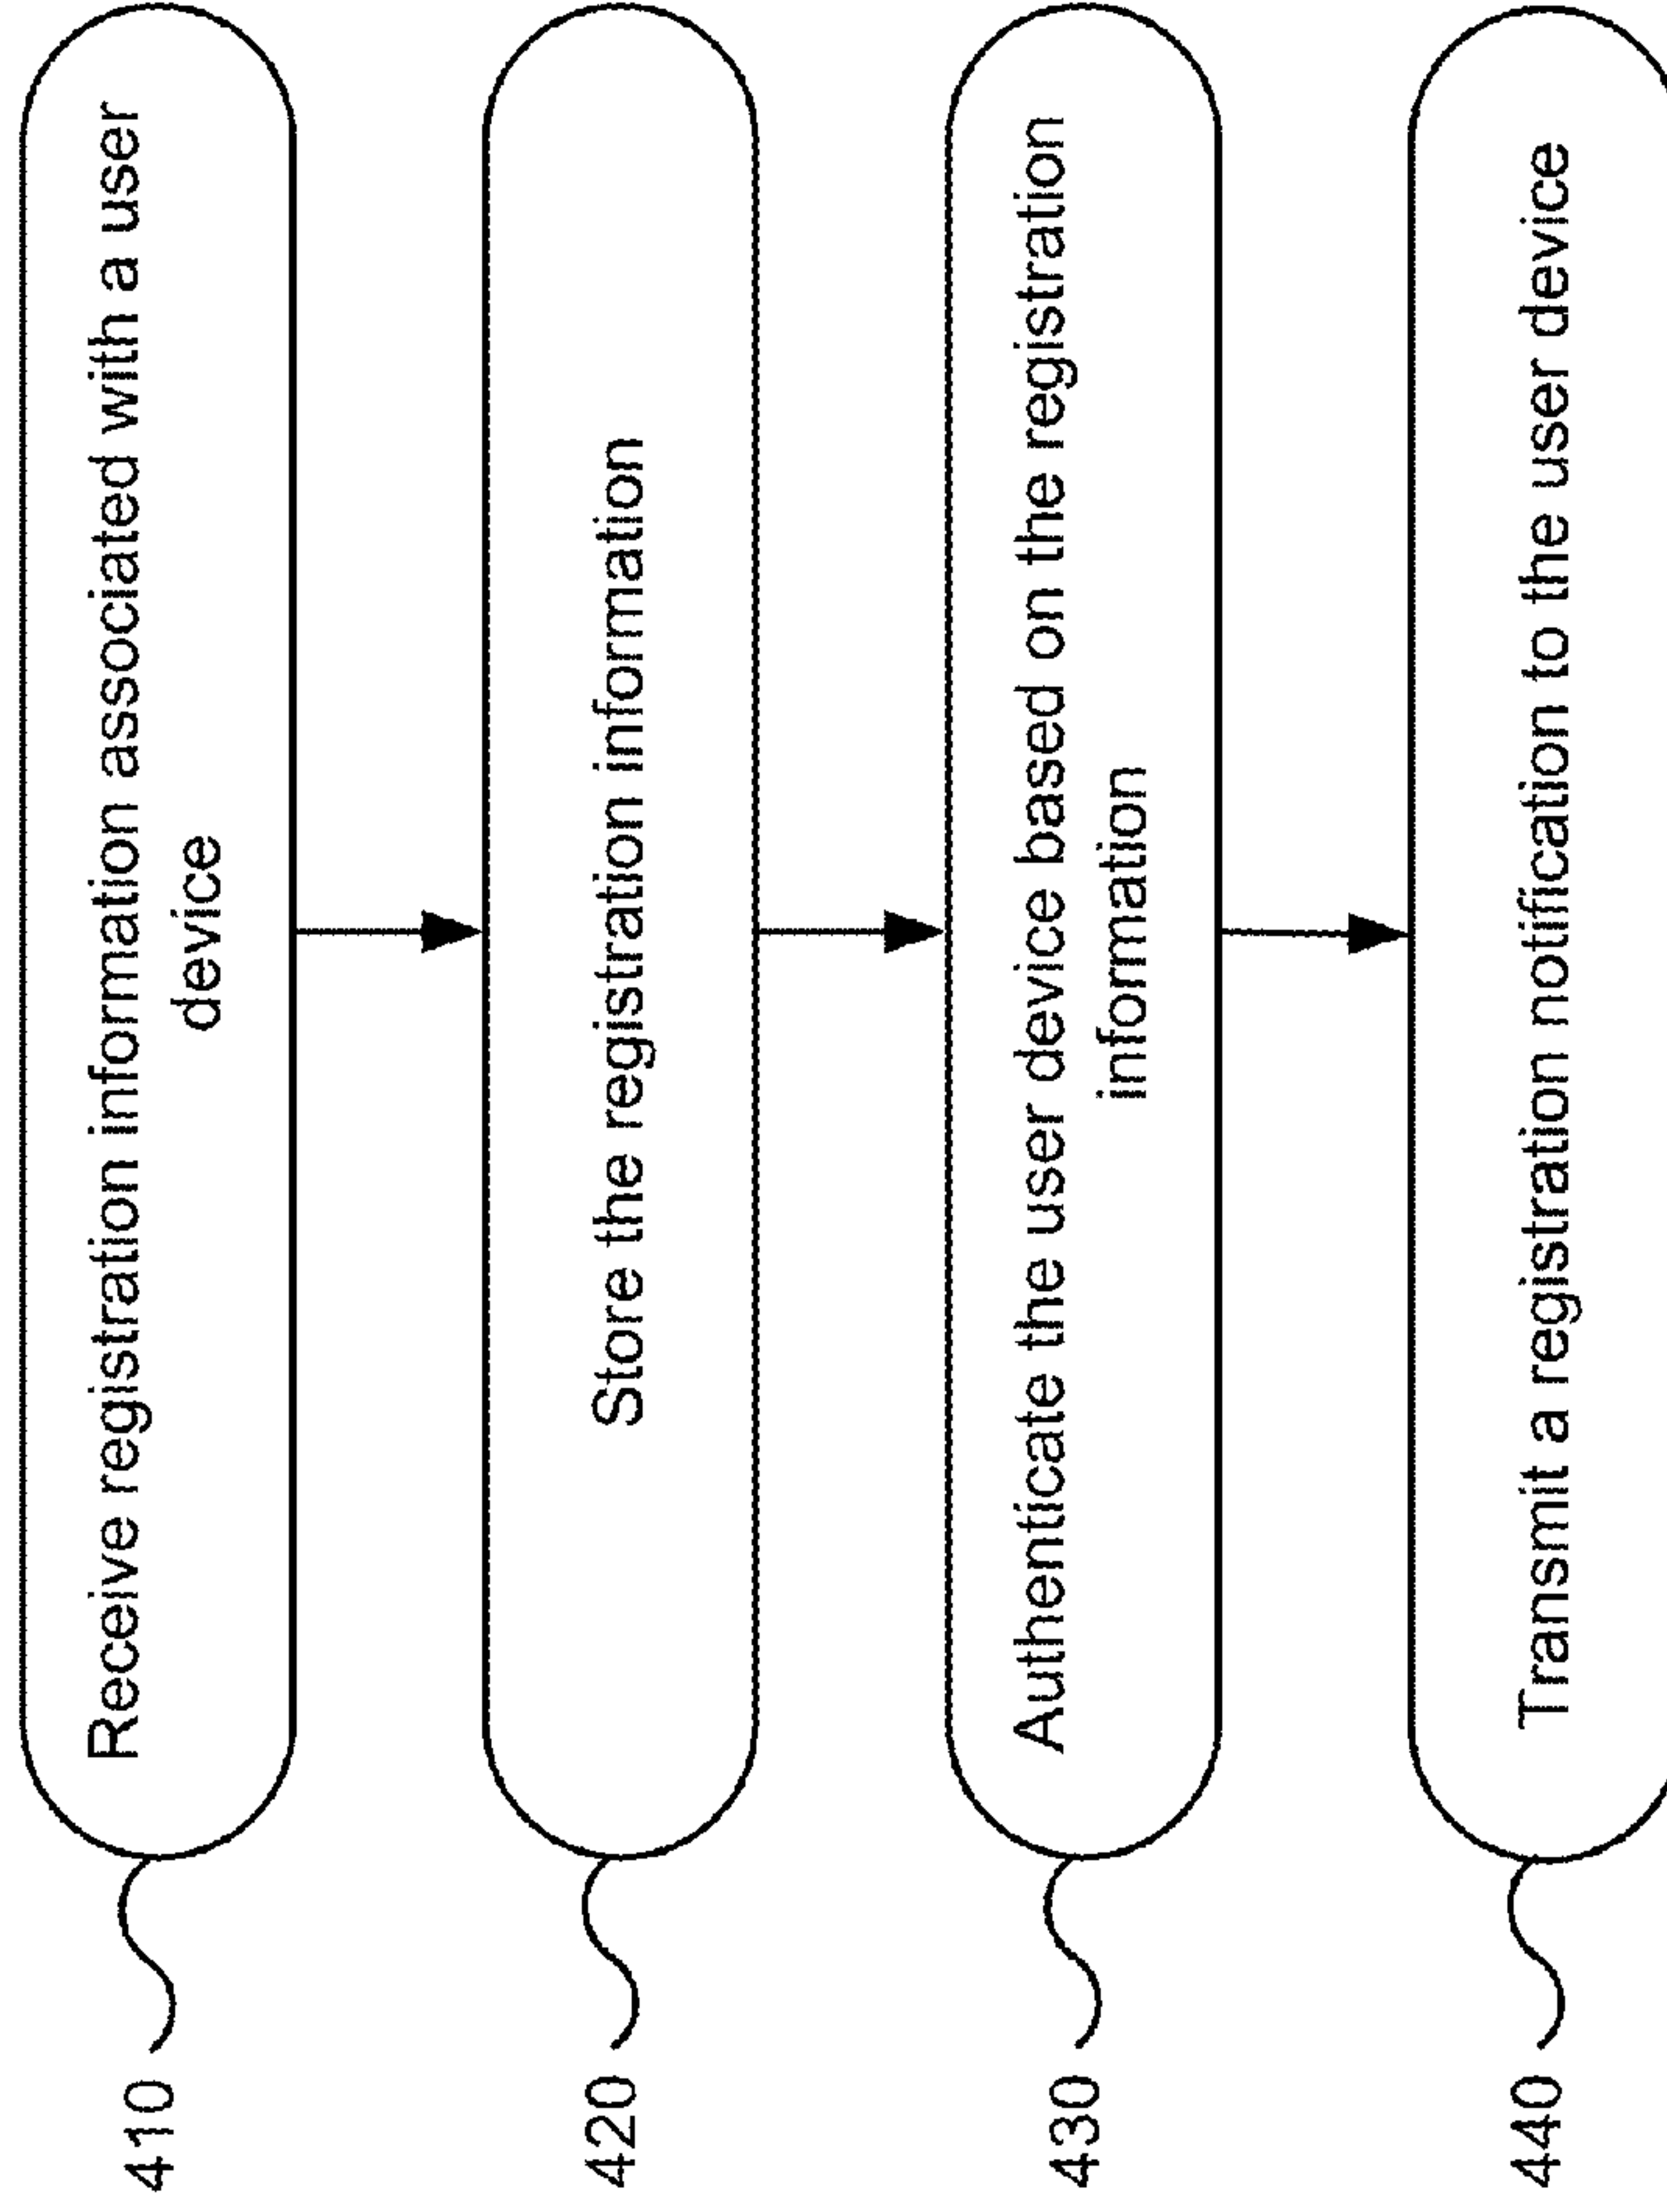 410
Receive registration information associated with a user
device
420
Store the registration information
430
Authenticate the user device based on the registration
information
440
Transmit a registration notification to the user device